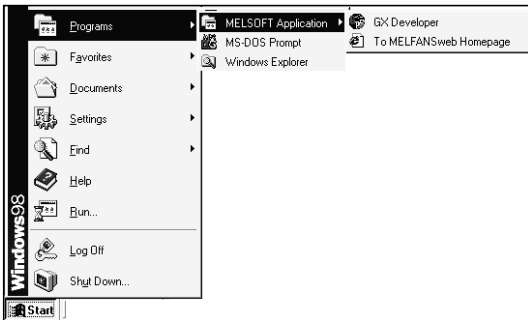 Programs
Favorites
Documents
Settings
Find
Help
Run...
Log Off
Shut Down...
Windows98
Start
MELSOFT Application
MS-DOS Prompt
Windows Explorer
GX Developer
To MELFANSweb Homepage